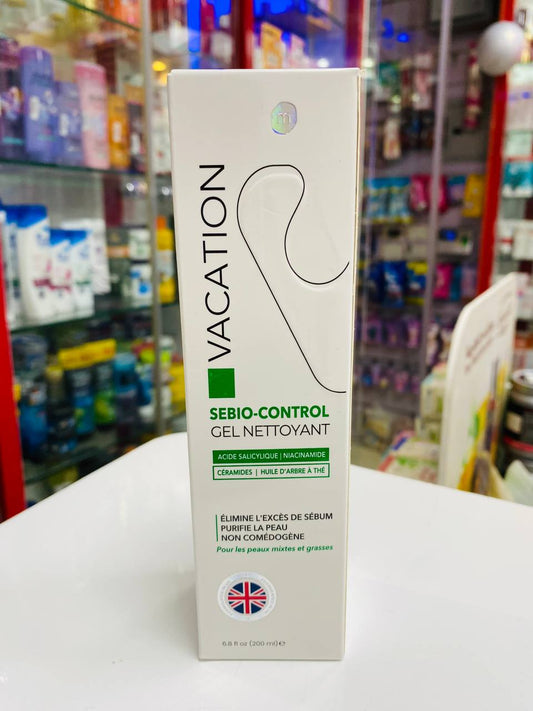 m
VACATION
SEBIO-CONTROL
GEL NETTOYANT
ACIDE SALICYLIQUE | NIACINAMIDE
CÉRAMIDES | HUILE D'ARBRE À THÉ
ÉLIMINE L'EXCÈS DE SÉBUM
PURIFIE LA PEAU
NON COMÉDOGÈNE
Pour les peaux mixtes et grasses
6.8 fl oz (200 ml) ℮